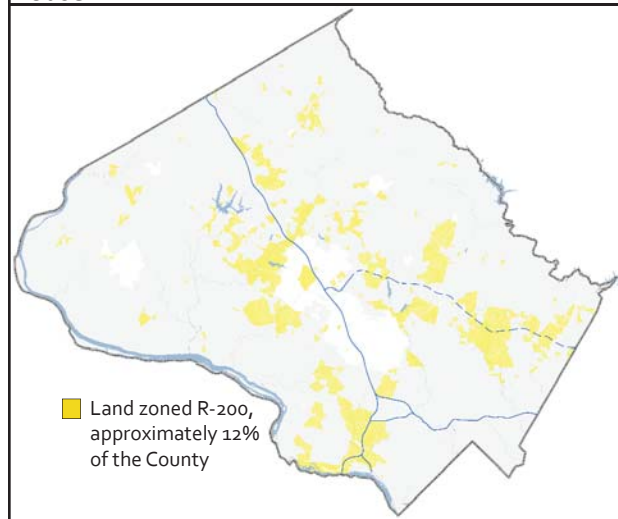 Land zoned R-200,
approximately 12%
of the County